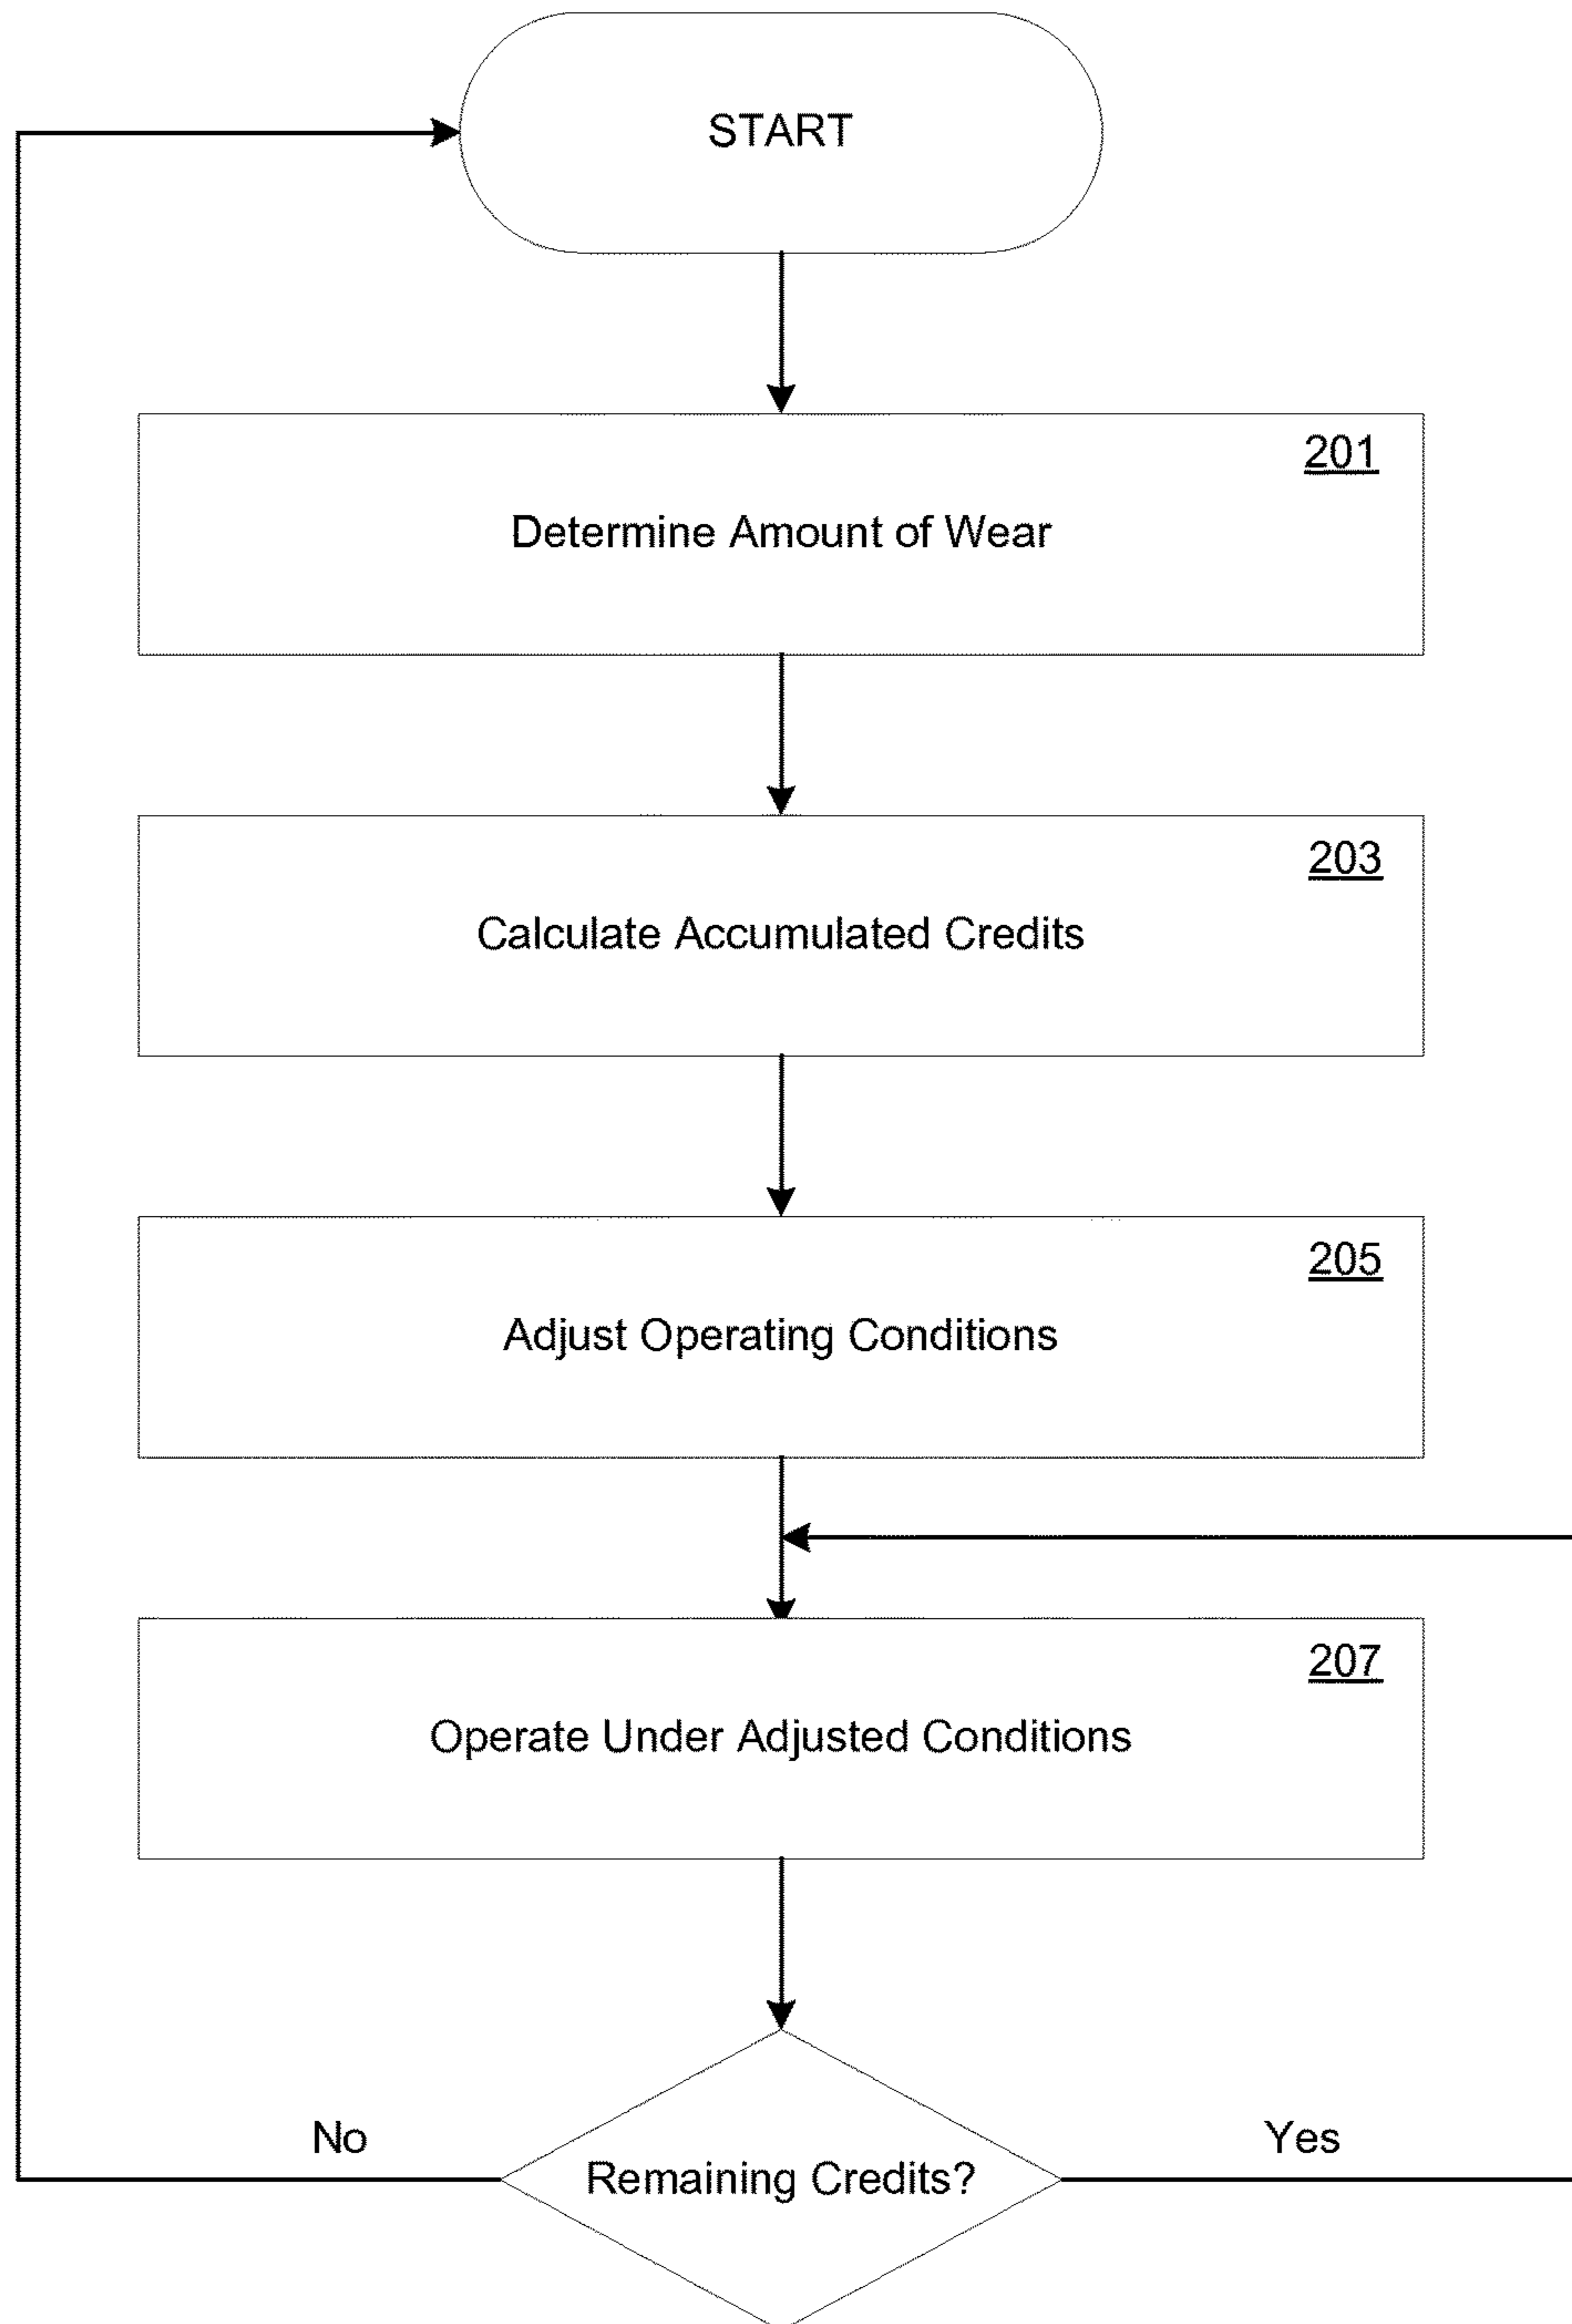 START
201
Determine Amount of Wear
203
Calculate Accumulated Credits
205
Adjust Operating Conditions
207
Operate Under Adjusted Conditions
No
Yes
Remaining Credits?